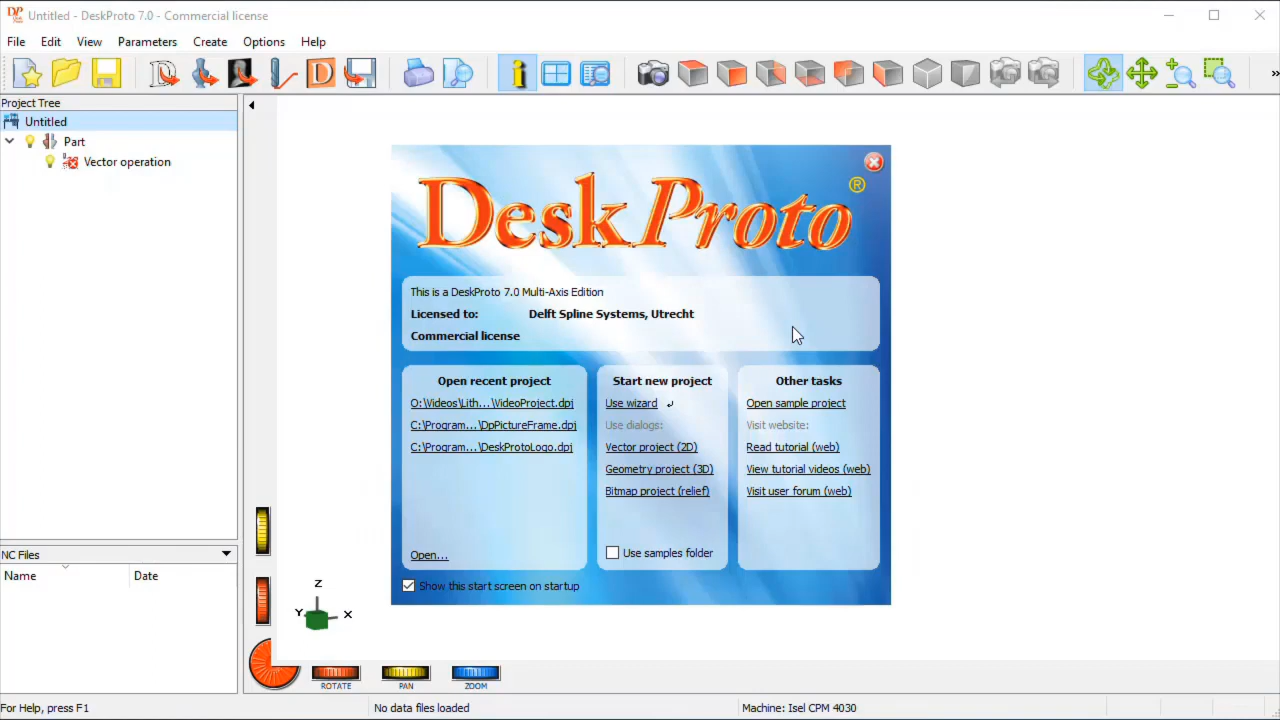 Untitled - DeskProto 7.0 - Commercial license
File Edit View Parameters Create Options Help
»
Project Tree
Untitled
Part
Vector operation
DeskProto ®
This is a DeskProto 7.0 Multi-Axis Edition
Licensed to: Delft Spline Systems, Utrecht
Commercial license
Open recent project
O:\Videos\Lith...\VideoProject.dpj
C:\Program...\DpPictureFrame.dpj
C:\Program...\DeskProtoLogo.dpj
Open...
Start new project
Use wizard
Use dialogs:
Vector project (2D)
Geometry project (3D)
Bitmap project (relief)
Use samples folder
Other tasks
Open sample project
Visit website:
Read tutorial (web)
View tutorial videos (web)
Visit user forum (web)
Show this start screen on startup
NC Files
Name Date
Z
Y X
ROTATE PAN ZOOM
For Help, press F1 No data files loaded Machine: Isel CPM 4030